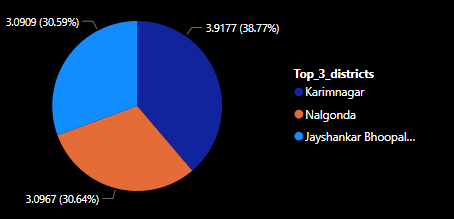 3.0909 (30.59%)
3.9177 (38.77%)
3.0967 (30.64%)
Top_3_districts
Karimnagar
Nalgonda
Jayshankar Bhoopal...